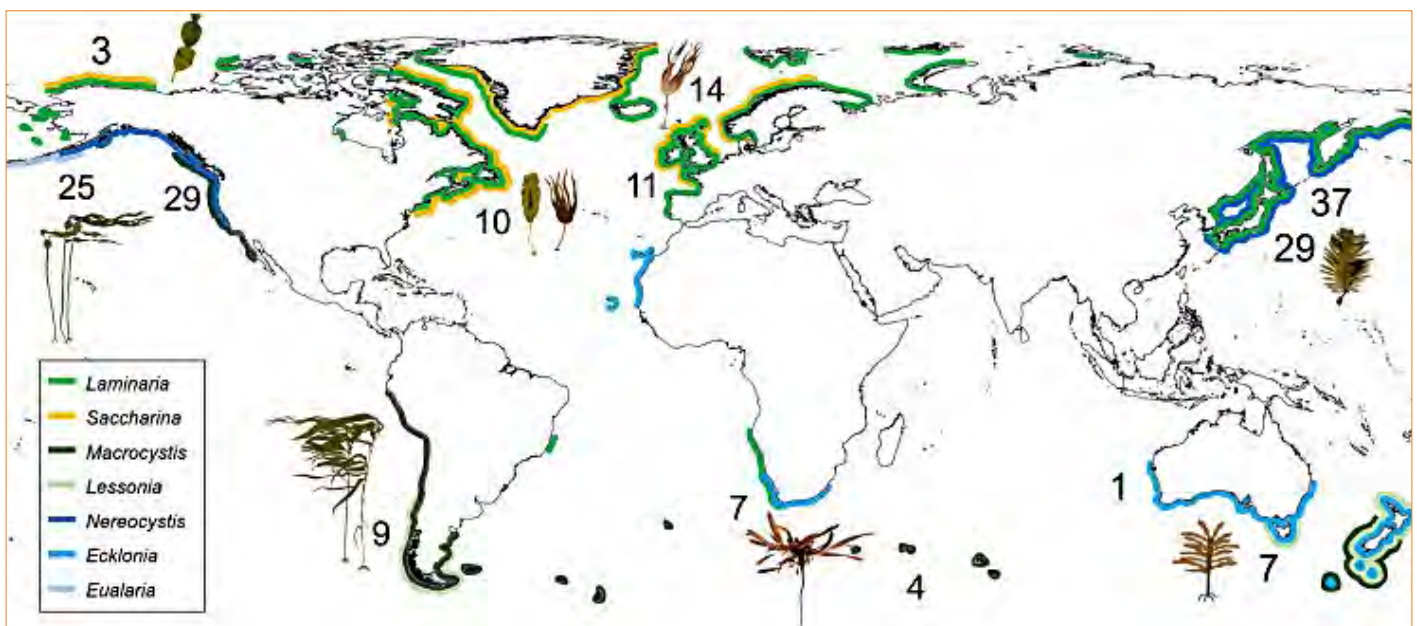 3
14
25
29
11
10
37
29
Laminaria
Saccharina
Macrocystis
Lessonia
Nereocystis
Ecklonia
Eualaria
9
7
4
1
7